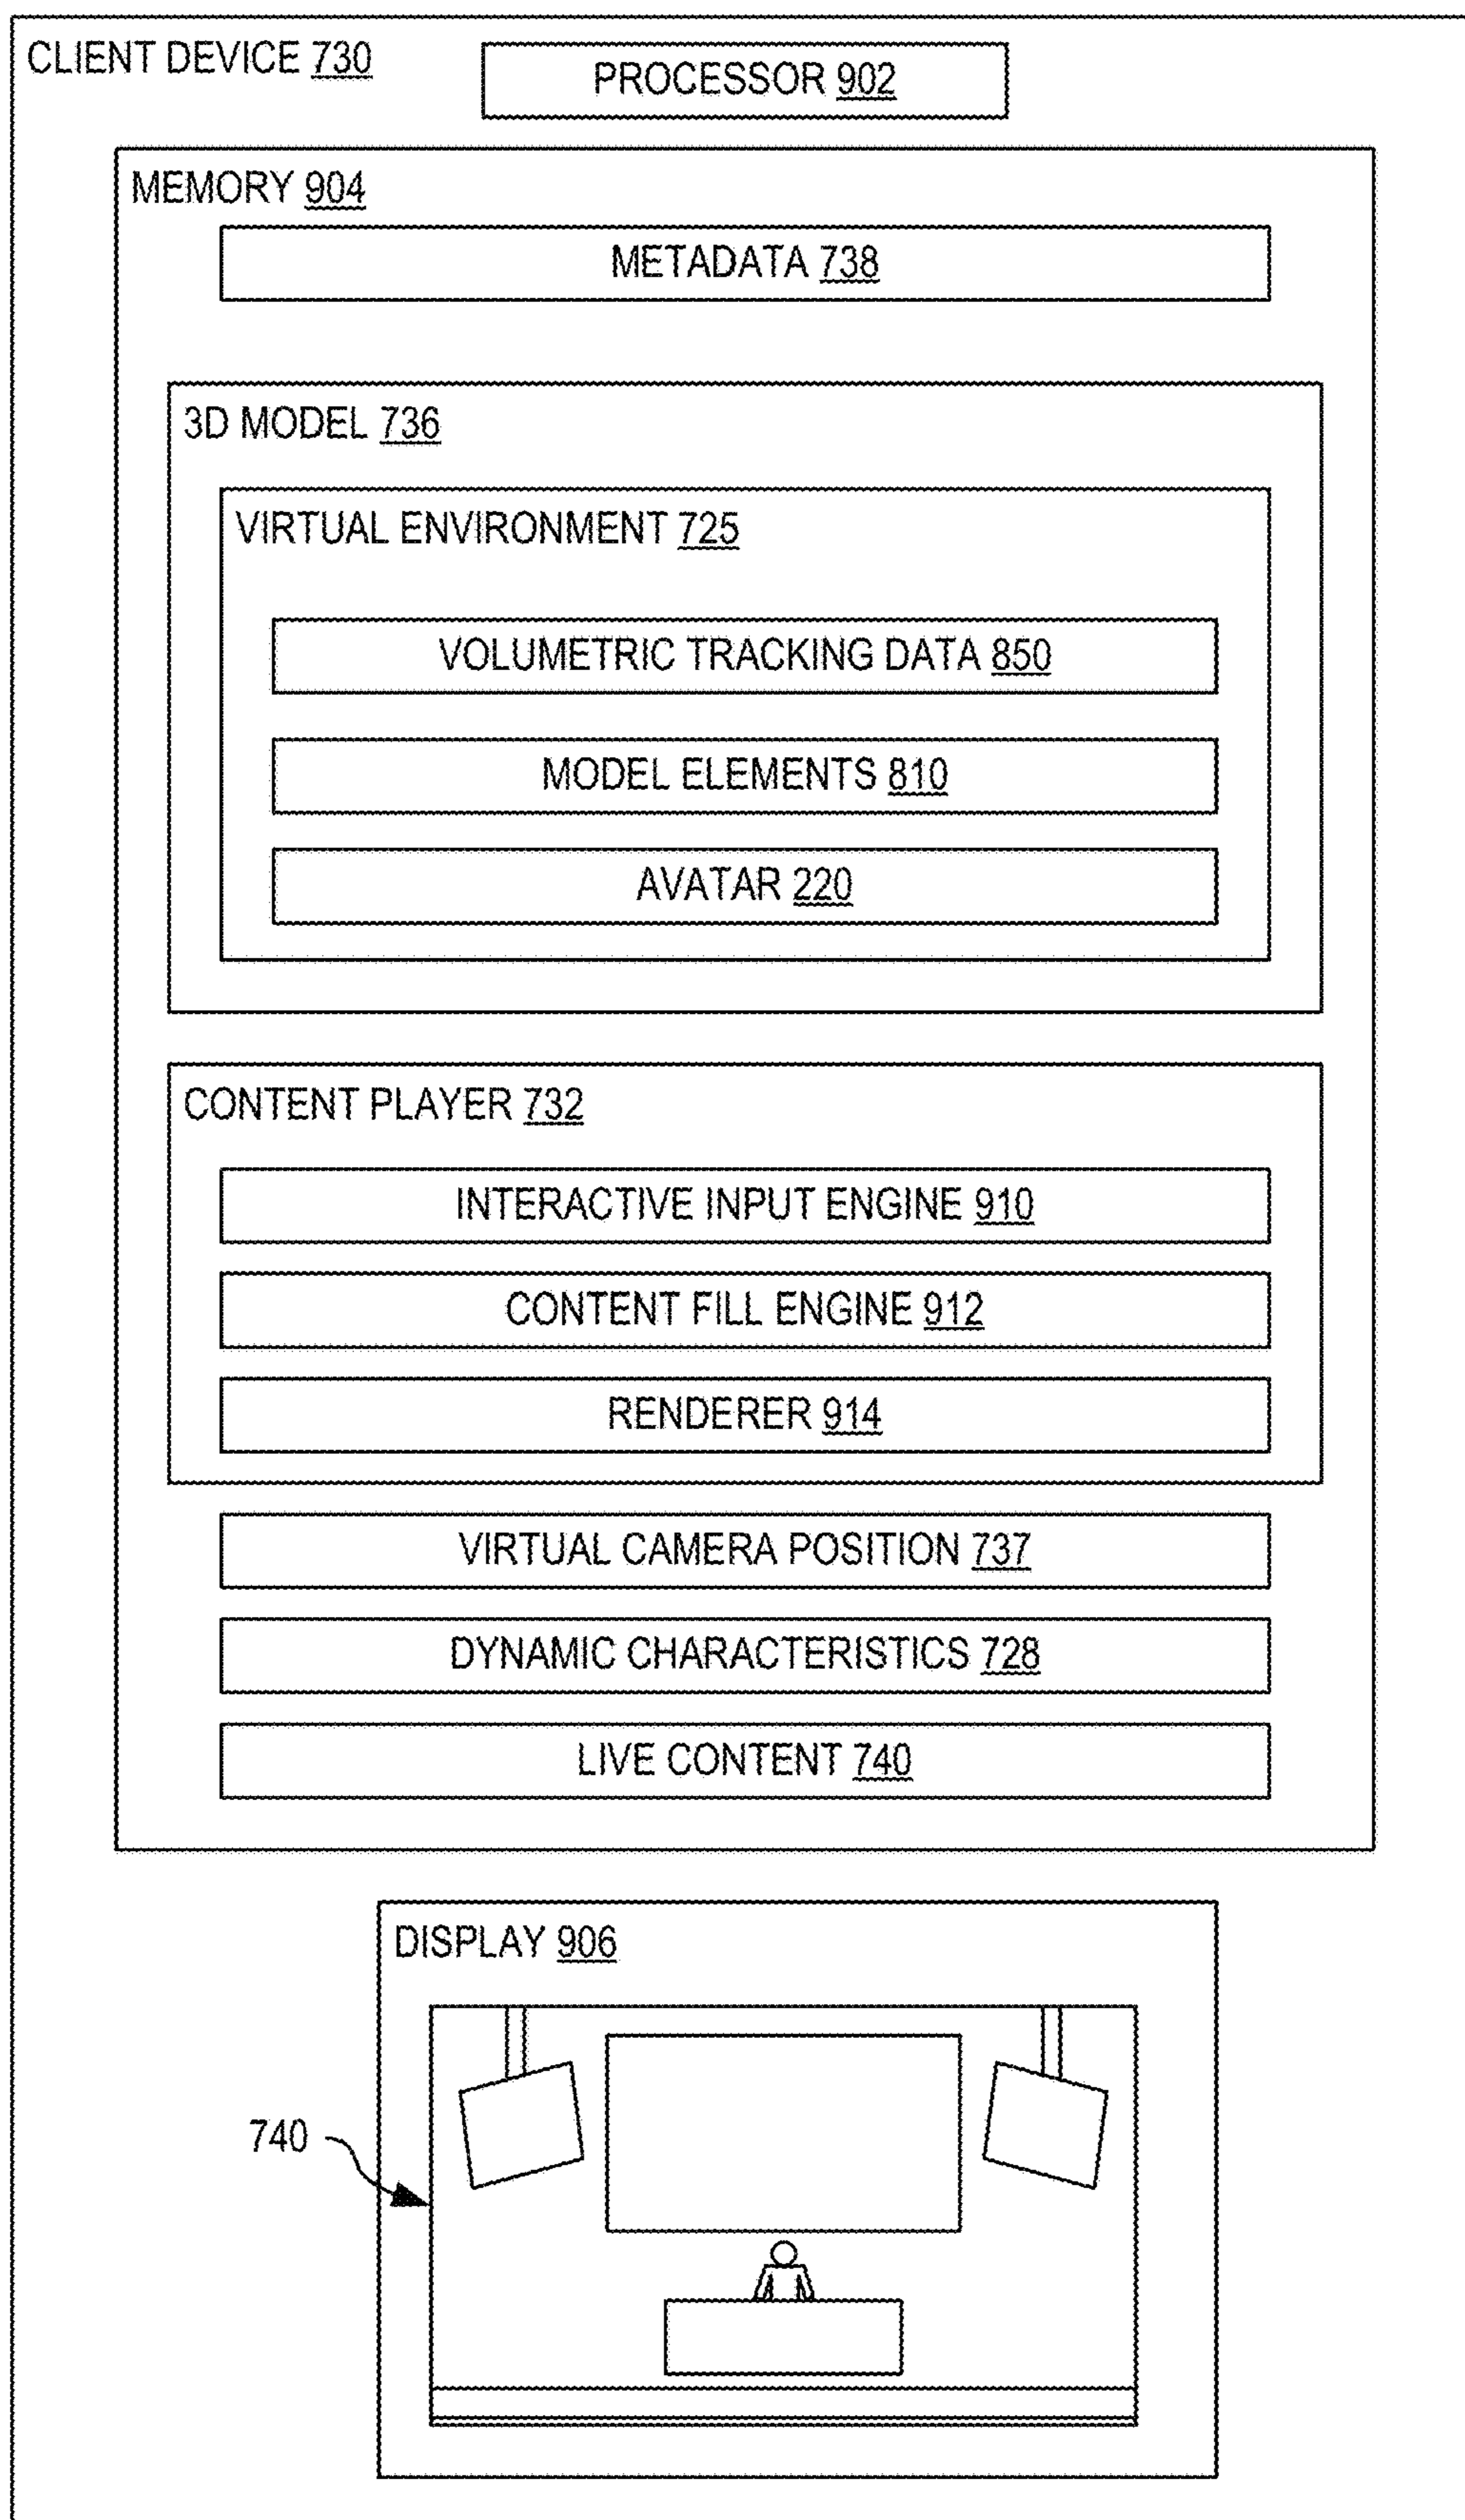 CLIENT DEVICE 730
PROCESSOR 902
MEMORY 904
METADATA 738
3D MODEL 736
VIRTUAL ENVIRONMENT 725
VOLUMETRIC TRACKING DATA 850
MODEL ELEMENTS 810
AVATAR 220
CONTENT PLAYER 732
INTERACTIVE INPUT ENGINE 910
CONTENT FILL ENGINE 912
RENDERER 914
VIRTUAL CAMERA POSITION 737
DYNAMIC CHARACTERISTICS 728
LIVE CONTENT 740
DISPLAY 906
740